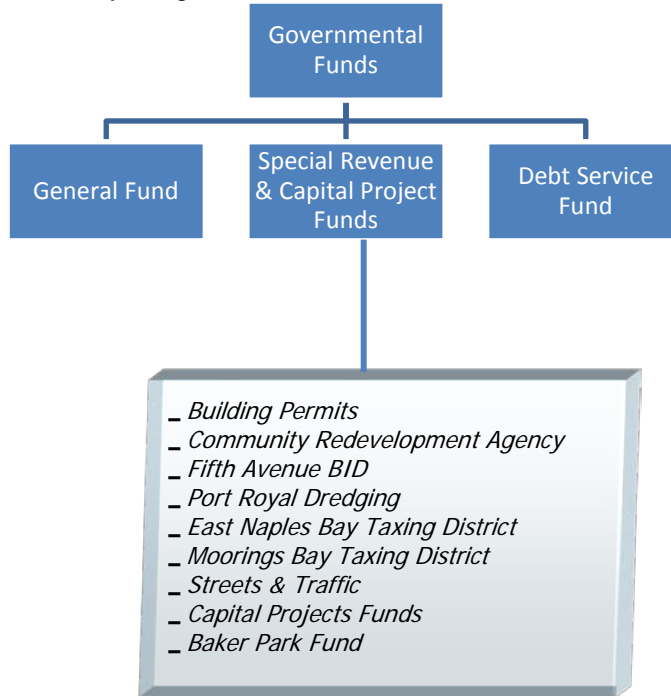 Governmental
Funds
General Fund
Special Revenue
& Capital Project
Funds
Debt Service
Fund
_ Building Permits
_ Community Redevelopment Agency
_ Fifth Avenue BID
_ Port Royal Dredging
_ East Naples Bay Taxing District
_ Moorings Bay Taxing District
_ Streets & Traffic
_ Capital Projects Funds
_ Baker Park Fund